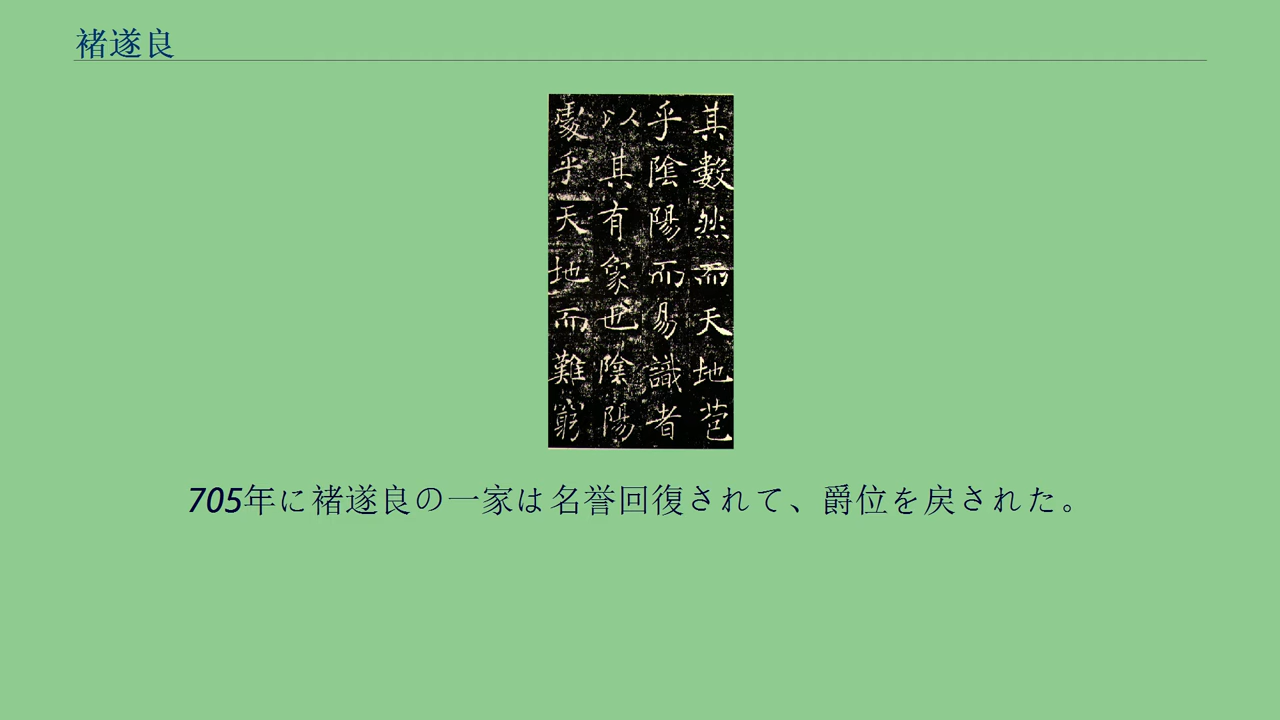 褚遂良
其數然而天地苞
乎陰陽而易識者
以其有象也陰陽
處乎天地而難窮
705年に褚遂良の一家は名誉回復されて、爵位を戻された。